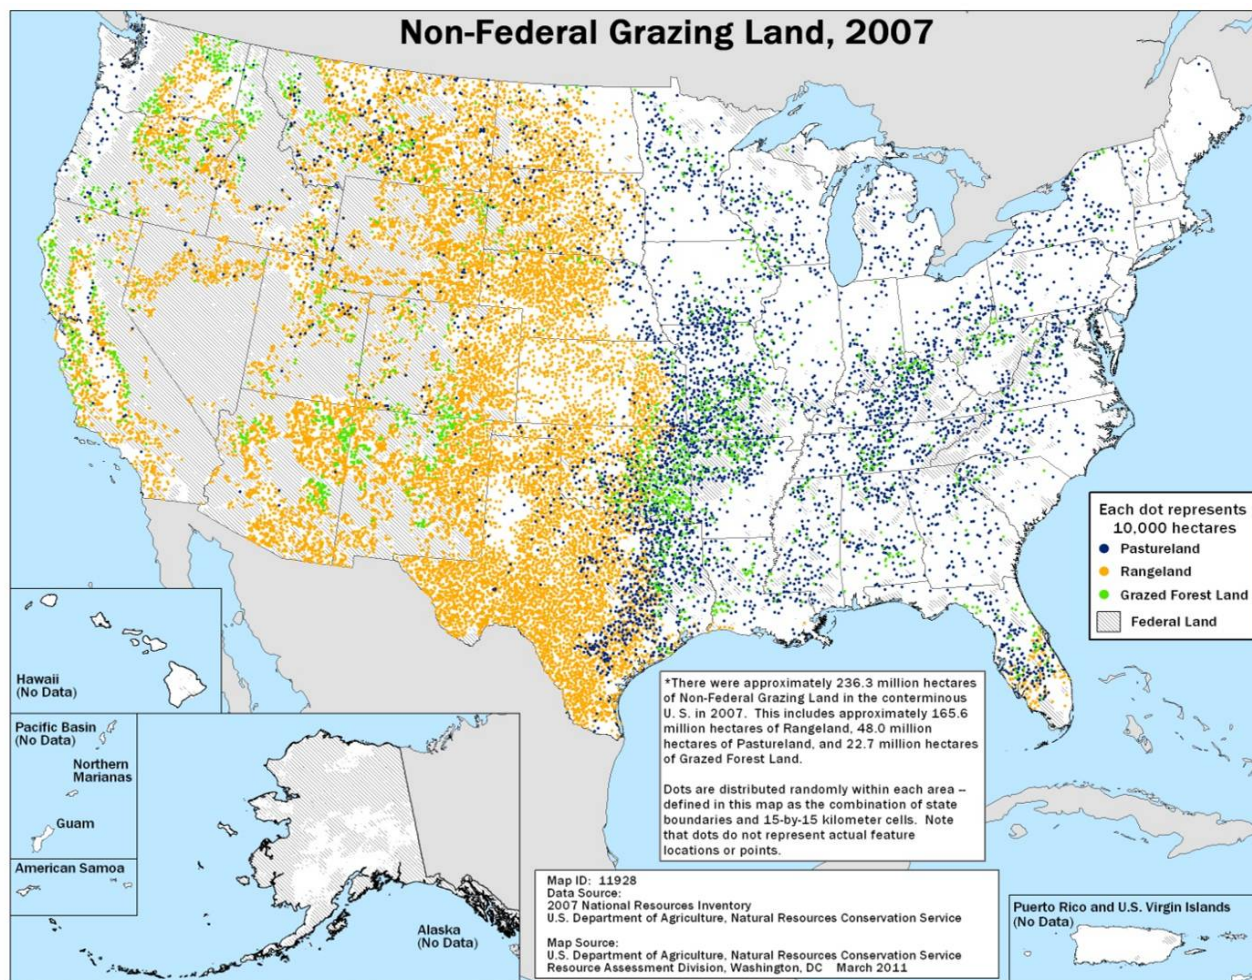 Non-Federal Grazing Land, 2007
Each dot represents
10,000 hectares
Pastureland
Rangeland
Grazed Forest Land
Federal Land
Hawaii
(No Data)
Pacific Basin
(No Data)
Northern
Marianas
Guam
American Samoa
Alaska
(No Data)
*There were approximately 236.3 million hectares
of Non-Federal Grazing Land in the conterminous
U. S. in 2007. This includes approximately 165.6
million hectares of Rangeland, 48.0 million
hectares of Pastureland, and 22.7 million hectares
of Grazed Forest Land.
Dots are distributed randomly within each area –
defined in this map as the combination of state
boundaries and 15-by-15 kilometer cells. Note
that dots do not represent actual feature
locations or points.
Map ID: 11928
Data Source:
2007 National Resources Inventory
U.S. Department of Agriculture, Natural Resources Conservation Service
Map Source:
U.S. Department of Agriculture, Natural Resources Conservation Service
Resource Assessment Division, Washington, DC March 2011
Puerto Rico and U.S. Virgin Islands
(No Data)